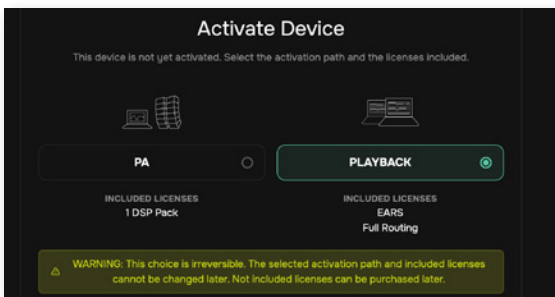 Activate Device
This device is not yet activated. Select the activation path and the licenses included.
PA
PLAYBACK
INCLUDED LICENSES
1 DSP Pack
INCLUDED LICENSES
EARS
Full Routing
WARNING: This choice is irreversible. The selected activation path and included licenses
cannot be changed later. Not included licenses can be purchased later.